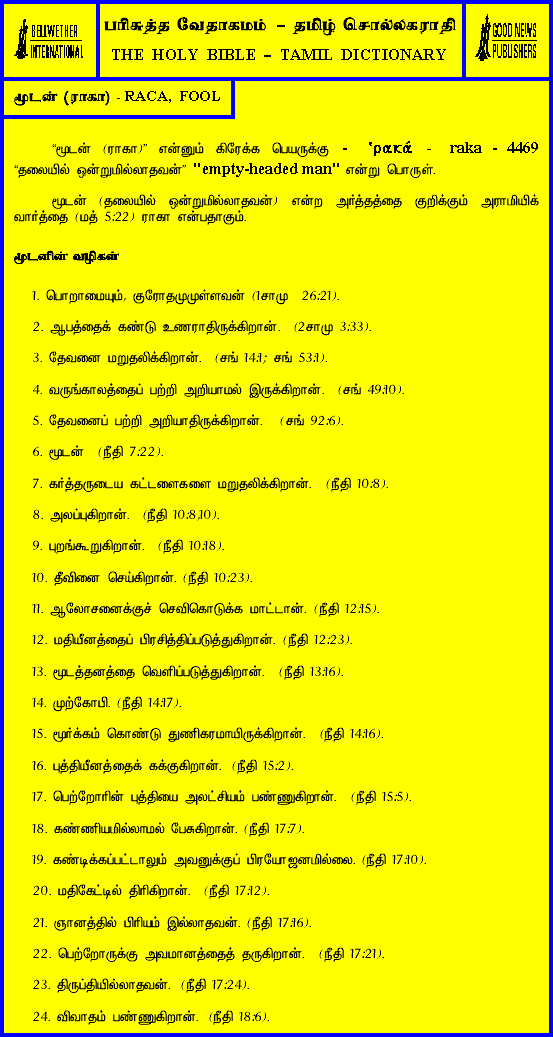 BELLWETHER
INTERNATIONAL
பரிசுத்த வேதாகமம் – தமிழ் சொல்லகராதி
THE HOLY BIBLE – TAMIL DICTIONARY
GOOD NEWS
PUBLISHERS
மூடன் (ராகா) - RACA, FOOL
“மூடன் (ராகா)” என்னும் கிரேக்க பெயருக்கு - ῾ρακά - raka - 4469
“தலையில் ஒன்றுமில்லாதவன்” "empty-headed man" என்று பொருள்.
மூடன் (தலையில் ஒன்றுமில்லாதவன்) என்ற அர்த்தத்தை குறிக்கும் அராமியிக்
வார்த்தை (மத் 5:22) ராகா என்பதாகும்.
மூடனின் வழிகள்
1. பொறாமையும், குரோதமுமுள்ளவன் (1சாமு 26:21).
2. ஆபத்தைக் கண்டு உணராதிருக்கிறான். (2சாமு 3:33).
3. தேவனை மறுதலிக்கிறான். (சங் 14:1; சங் 53:1).
4. வருங்காலத்தைப் பற்றி அறியாமல் இருக்கிறான். (சங் 49:10).
5. தேவனைப் பற்றி அறியாதிருக்கிறான். (சங் 92:6).
6. மூடன் (நீதி 7:22).
7. கர்த்தருடைய கட்டளைகளை மறுதலிக்கிறான். (நீதி 10:8).
8. அலப்புகிறான். (நீதி 10:8,10).
9. புறங்கூறுகிறான். (நீதி 10:18).
10. தீவினை செய்கிறான். (நீதி 10:23).
11. ஆலோசனைக்குச் செவிகொடுக்க மாட்டான். (நீதி 12:15).
12. மதியீனத்தைப் பிரசித்திப்படுத்துகிறான். (நீதி 12:23).
13. மூடத்தனத்தை வெளிப்படுத்துகிறான். (நீதி 13:16).
14. முற்கோபி. (நீதி 14:17).
15. மூர்க்கம் கொண்டு துணிகரமாயிருக்கிறான். (நீதி 14:16).
16. புத்தியீனத்தைக் கக்குகிறான். (நீதி 15:2).
17. பெற்றோரின் புத்தியை அலட்சியம் பண்ணுகிறான். (நீதி 15:5).
18. கண்ணியமில்லாமல் பேசுகிறான். (நீதி 17:7).
19. கண்டிக்கப்பட்டாலும் அவனுக்குப் பிரயோஜனமில்லை. (நீதி 17:10).
20. மதிகேட்டில் திரிகிறான். (நீதி 17:12).
21. ஞானத்தில் பிரியம் இல்லாதவன். (நீதி 17:16).
22. பெற்றோருக்கு அவமானத்தைத் தருகிறான். (நீதி 17:21).
23. திருப்தியில்லாதவன். (நீதி 17:24).
24. விவாதம் பண்ணுகிறான். (நீதி 18:6).